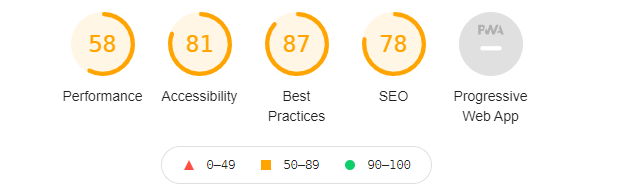 58 81 87 78 PWA
Performance Accessibility Best Practices SEO Progressive Web App
0–49 50–89 90–100